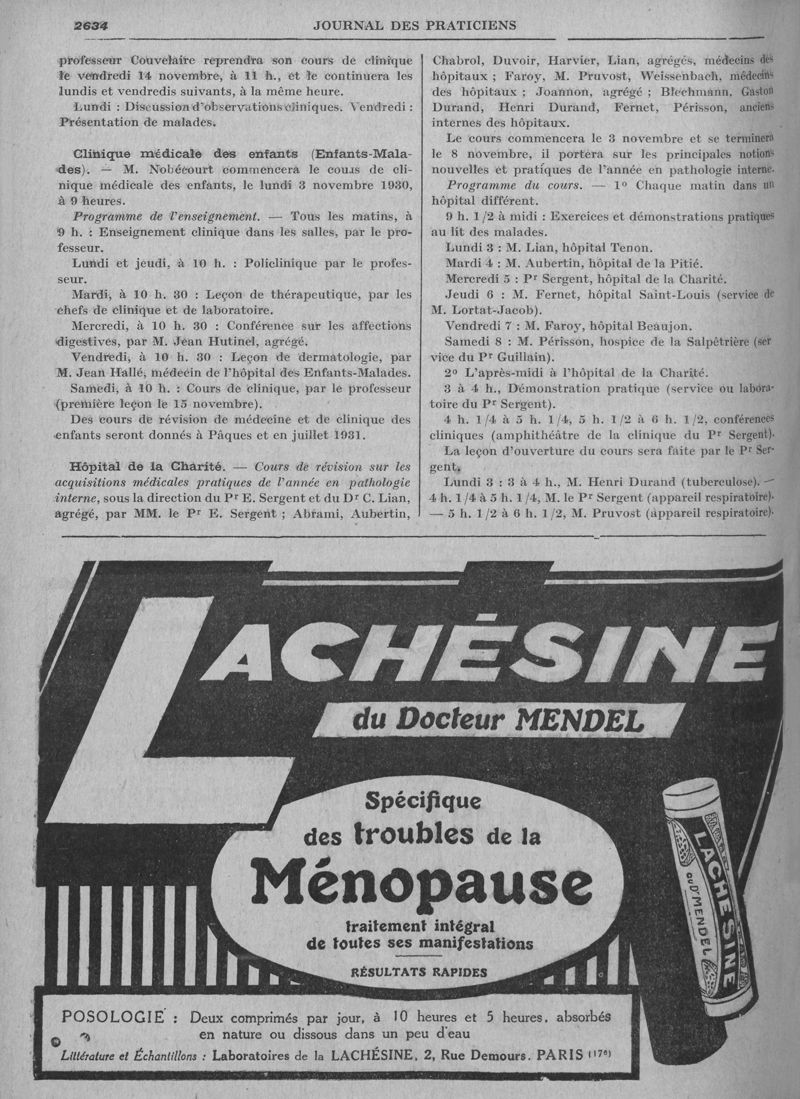 2634
JOURNAL DES PRATICIENS
professeur Couvelaire reprendra son cours de clinique
le vendredi 14 novembre, à 11 h., et le continuera les
lundis et vendredis suivants, à la même heure.
Lundi : Discussion d'observations cliniques. Vendredi :
Présentation de malades.
Clinique médicale des enfants (Enfants-Mala-
des). — M. Nobécourt commencera le cours de cli-
nique médicale des enfants, le lundi 3 novembre 1930,
à 9 heures.
Programme de l'enseignement. — Tous les matins, à
9 h. : Enseignement clinique dans les salles, par le pro-
fesseur.
Lundi et jeudi, à 10 h. : Policlinique par le profes-
seur.
Mardi, à 10 h. 30 : Leçon de thérapeutique, par les
chefs de clinique et de laboratoire.
Mercredi, à 10 h. 30 : Conférence sur les affections
digestives, par M. Jean Hutinel, agrégé.
Vendredi, à 10 h. 30 : Leçon de dermatologie, par
M. Jean Hallé, médecin de l'hôpital des Enfants-Malades.
Samedi, à 10 h. : Cours de clinique, par le professeur
(première leçon le 15 novembre).
Des cours de révision de médecine et de clinique des
enfants seront donnés à Pâques et en juillet 1931.
Hôpital de la Charité. — Cours de révision sur les
acquisitions médicales pratiques de l'année en pathologie
interne, sous la direction du Pr E. Sergent et du Dr C. Lian,
agrégé, par MM. le Pr E. Sergent ; Abrami, Aubertin,
Chabrol, Duvoir, Harvier, Lian, agrégés, médecins des
hôpitaux ; Faroy, M. Pruvost, Weissenbach, médecins
des hôpitaux ; Joannon, agrégé ; Blechmann, Gaston
Durand, Henri Durand, Fernet, Périsson, anciens
internes des hôpitaux.
Le cours commencera le 3 novembre et se terminera
le 8 novembre, il portera sur les principales notions
nouvelles et pratiques de l'année en pathologie interne.
Programme du cours. — 1º Chaque matin dans un
hôpital différent.
9 h. 1/2 à midi : Exercices et démonstrations pratiques
au lit des malades.
Lundi 3 : M. Lian, hôpital Tenon.
Mardi 4 : M. Aubertin, hôpital de la Pitié.
Mercredi 5 : Pr Sergent, hôpital de la Charité.
Jeudi 6 : M. Fernet, hôpital Saint-Louis (service de
M. Lortat-Jacob).
Vendredi 7 : M. Faroy, hôpital Beaujon.
Samedi 8 : M. Périsson, hospice de la Salpêtrière (ser
vice du Pr Guillain).
2º L'après-midi à l'hôpital de la Charité.
3 à 4 h., Démonstration pratique (service ou labora-
toire du Pr Sergent).
4 h. 1/4 à 5 h. 1/4, 5 h. 1/2 à 6 h. 1/2, conférences
cliniques (amphithéâtre de la clinique du Pr Sergent).
La leçon d'ouverture du cours sera faite par le Pr Ser-
gent.
Lundi 3 : 3 à 4 h., M. Henri Durand (tuberculose). —
4 h. 1/4 à 5 h. 1/4, M. le Pr Sergent (appareil respiratoire).
— 5 h. 1/2 à 6 h. 1/2, M. Pruvost (appareil respiratoire).
LACHÉSINE
du Docteur MENDEL
Spécifique
des troubles de la
Ménopause
traitement intégral
de toutes ses manifestations
RÉSULTATS RAPIDES
LACHÉSINE
DU Dr MENDEL
POSOLOGIE : Deux comprimés par jour, à 10 heures et 5 heures, absorbés
en nature ou dissous dans un peu d'eau
Littérature et Échantillons : Laboratoires de la LACHÉSINE, 2, Rue Demours. PARIS (17e)